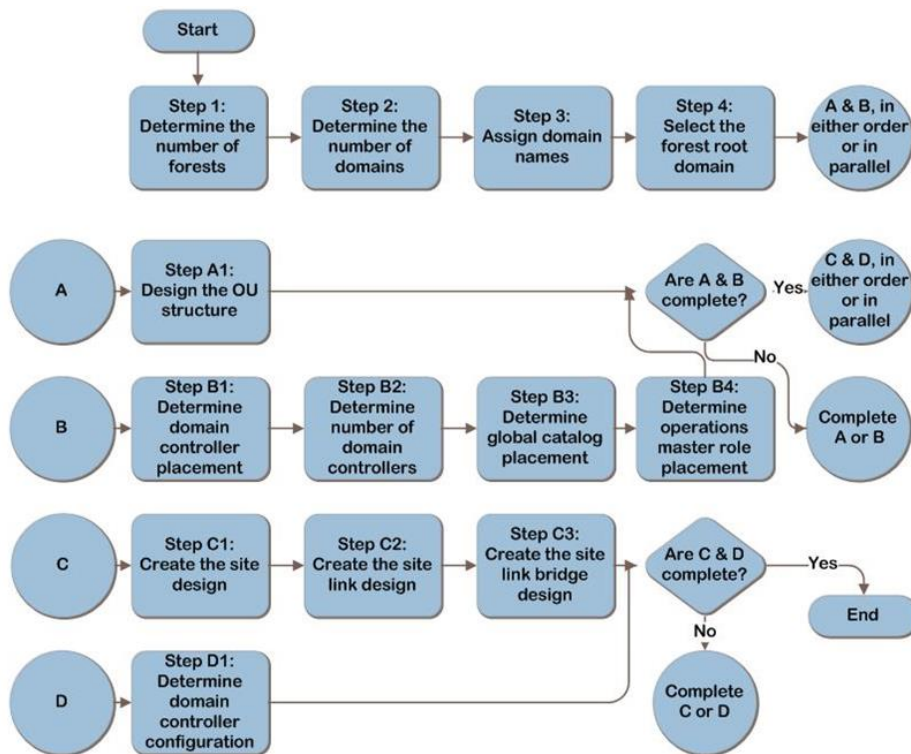 Start
Step 1:
Determine the
number of
forests
Step 2:
Determine the
number of
domains
Step 3:
Assign domain
names
Step 4:
Select the
forest root
domain
A & B, in
either order
or in
parallel
A
Step A1:
Design the OU
structure
Are A & B
complete?
Yes
C & D, in
either order
or in
parallel
No
B
Step B1:
Determine
domain
controller
placement
Step B2:
Determine
number of
domain
controllers
Step B3:
Determine
global catalog
placement
Step B4:
Determine
operations
master role
placement
Complete
A or B
C
Step C1:
Create the site
design
Step C2:
Create the site
link design
Step C3:
Create the site
link bridge
design
Are C & D
complete?
Yes
End
No
D
Step D1:
Determine
domain
controller
configuration
Complete
C or D